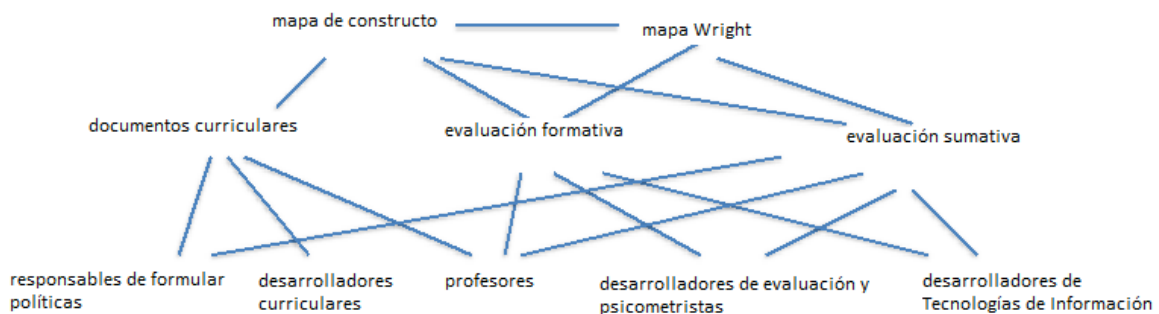 mapa de constructo
mapa Wright
documentos curriculares
evaluación formativa
evaluación sumativa
responsables de formular
políticas
desarrolladores
curriculares
profesores
desarrolladores de evaluación y
psicometristas
desarrolladores de
Tecnologías de Información